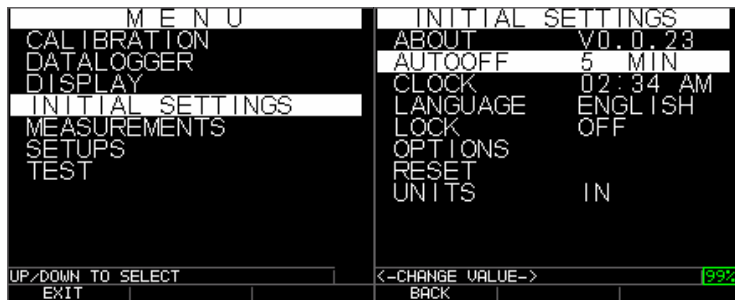 M E N U
CALIBRATION
DATALOGGER
DISPLAY
INITIAL SETTINGS
MEASUREMENTS
SETUPS
TEST
UP/DOWN TO SELECT
EXIT
INITIAL SETTINGS
ABOUT V0.0.23
AUTOOFF 5 MIN
CLOCK 02:34 AM
LANGUAGE ENGLISH
LOCK OFF
OPTIONS
RESET
UNITS IN
<-CHANGE VALUE-> 99%
BACK